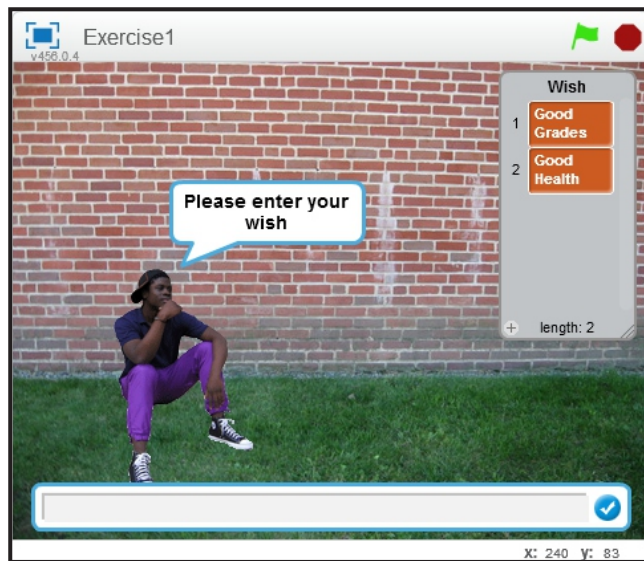 Exercise1
v456.0.4
Wish
1 Good
Grades
2 Good
Health
length: 2
Please enter your
wish
x: 240 y: 83